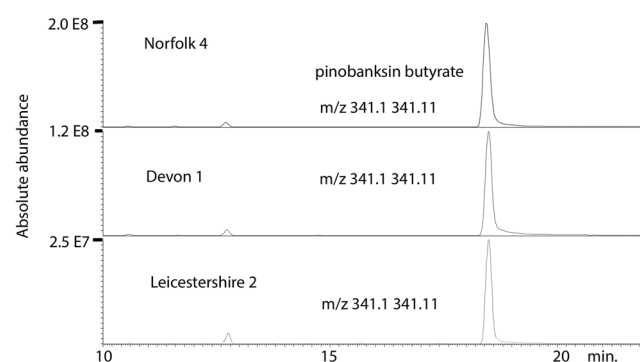 2.0 E8
Norfolk 4
pinobanksin butyrate
m/z 341.1 341.11
Absolute abundance
1.2 E8
Devon 1
m/z 341.1 341.11
2.5 E7
Leicestershire 2
m/z 341.1 341.11
10 15 20 min.